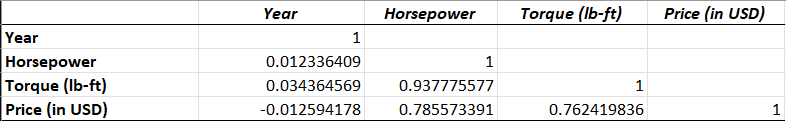 Year Horsepower Torque (lb-ft) Price (in USD)
Year 1
Horsepower 0.012336409 1
Torque (lb-ft) 0.034364569 0.937775577 1
Price (in USD) -0.012594178 0.785573391 0.762419836 1